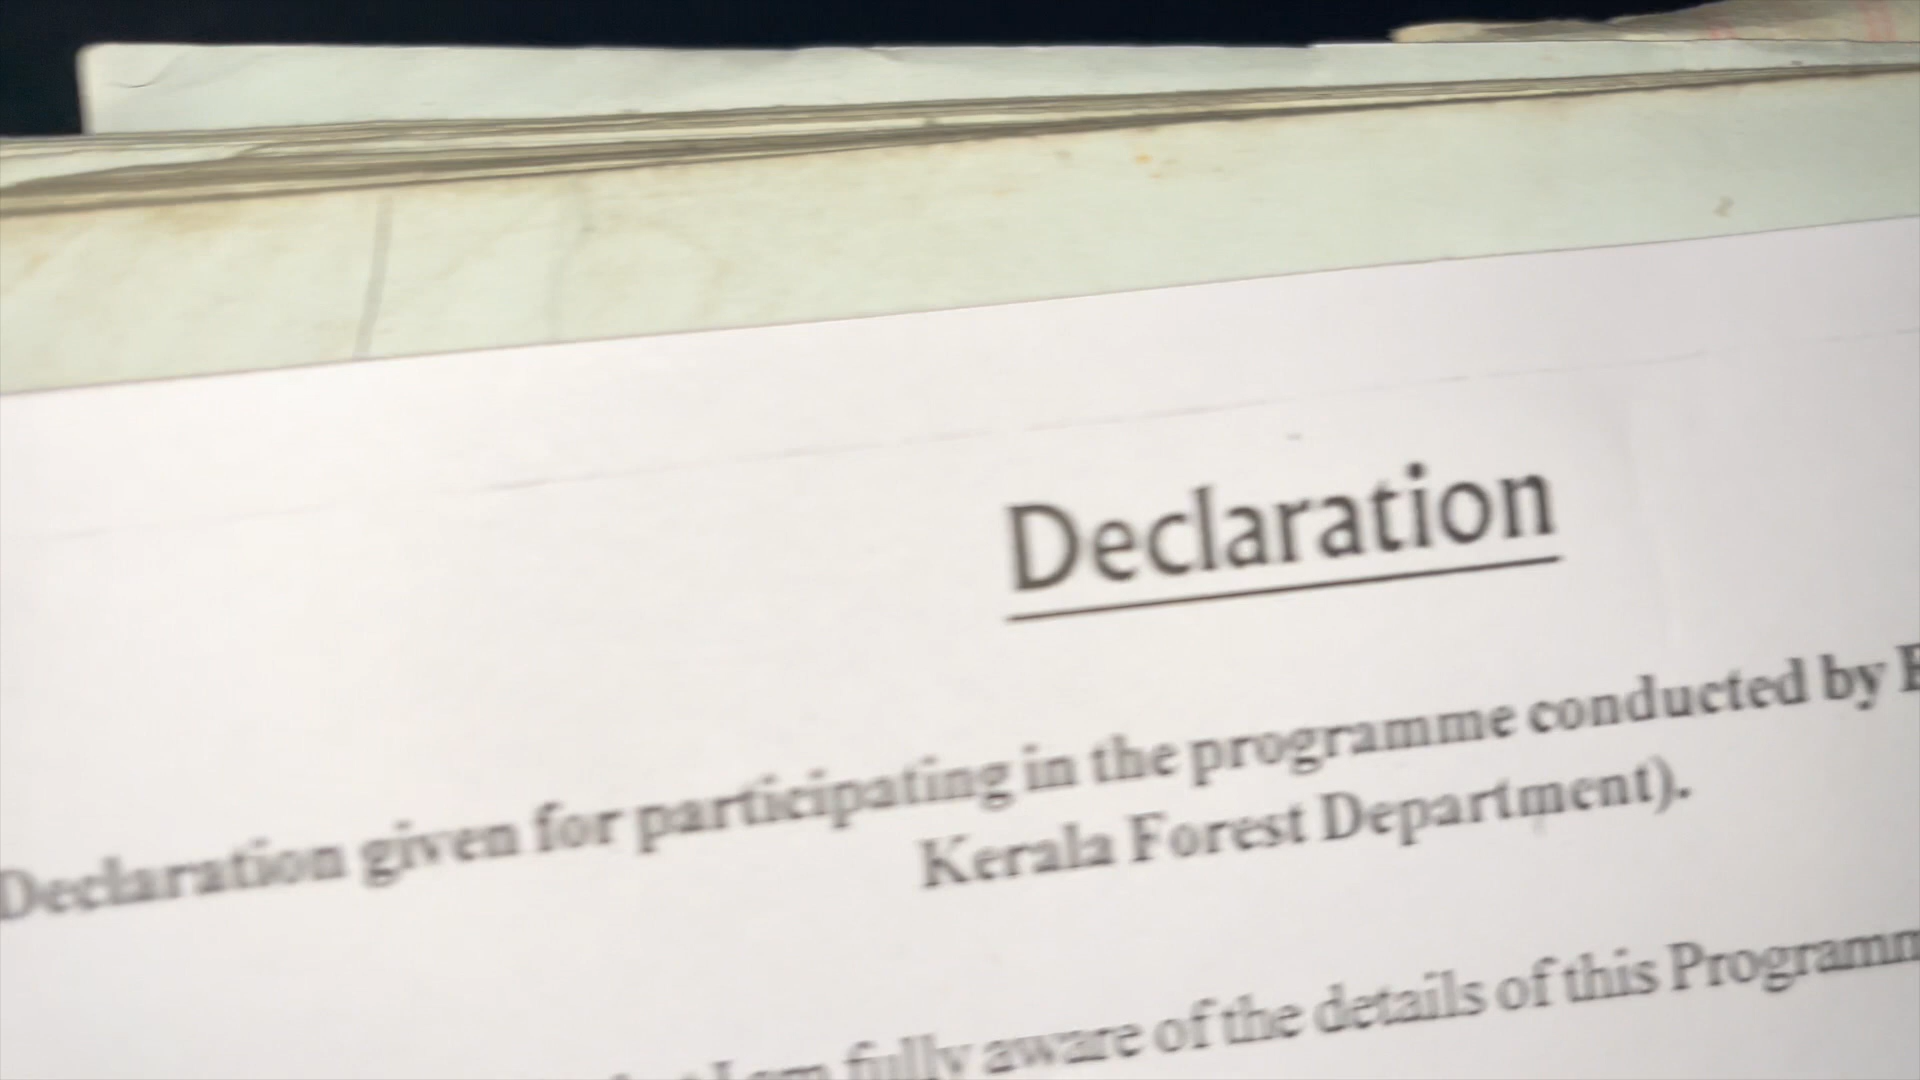 Declaration
Declaration given for participating in the programme conducted by
Kerala Forest Department).
I am fully aware of the details of this